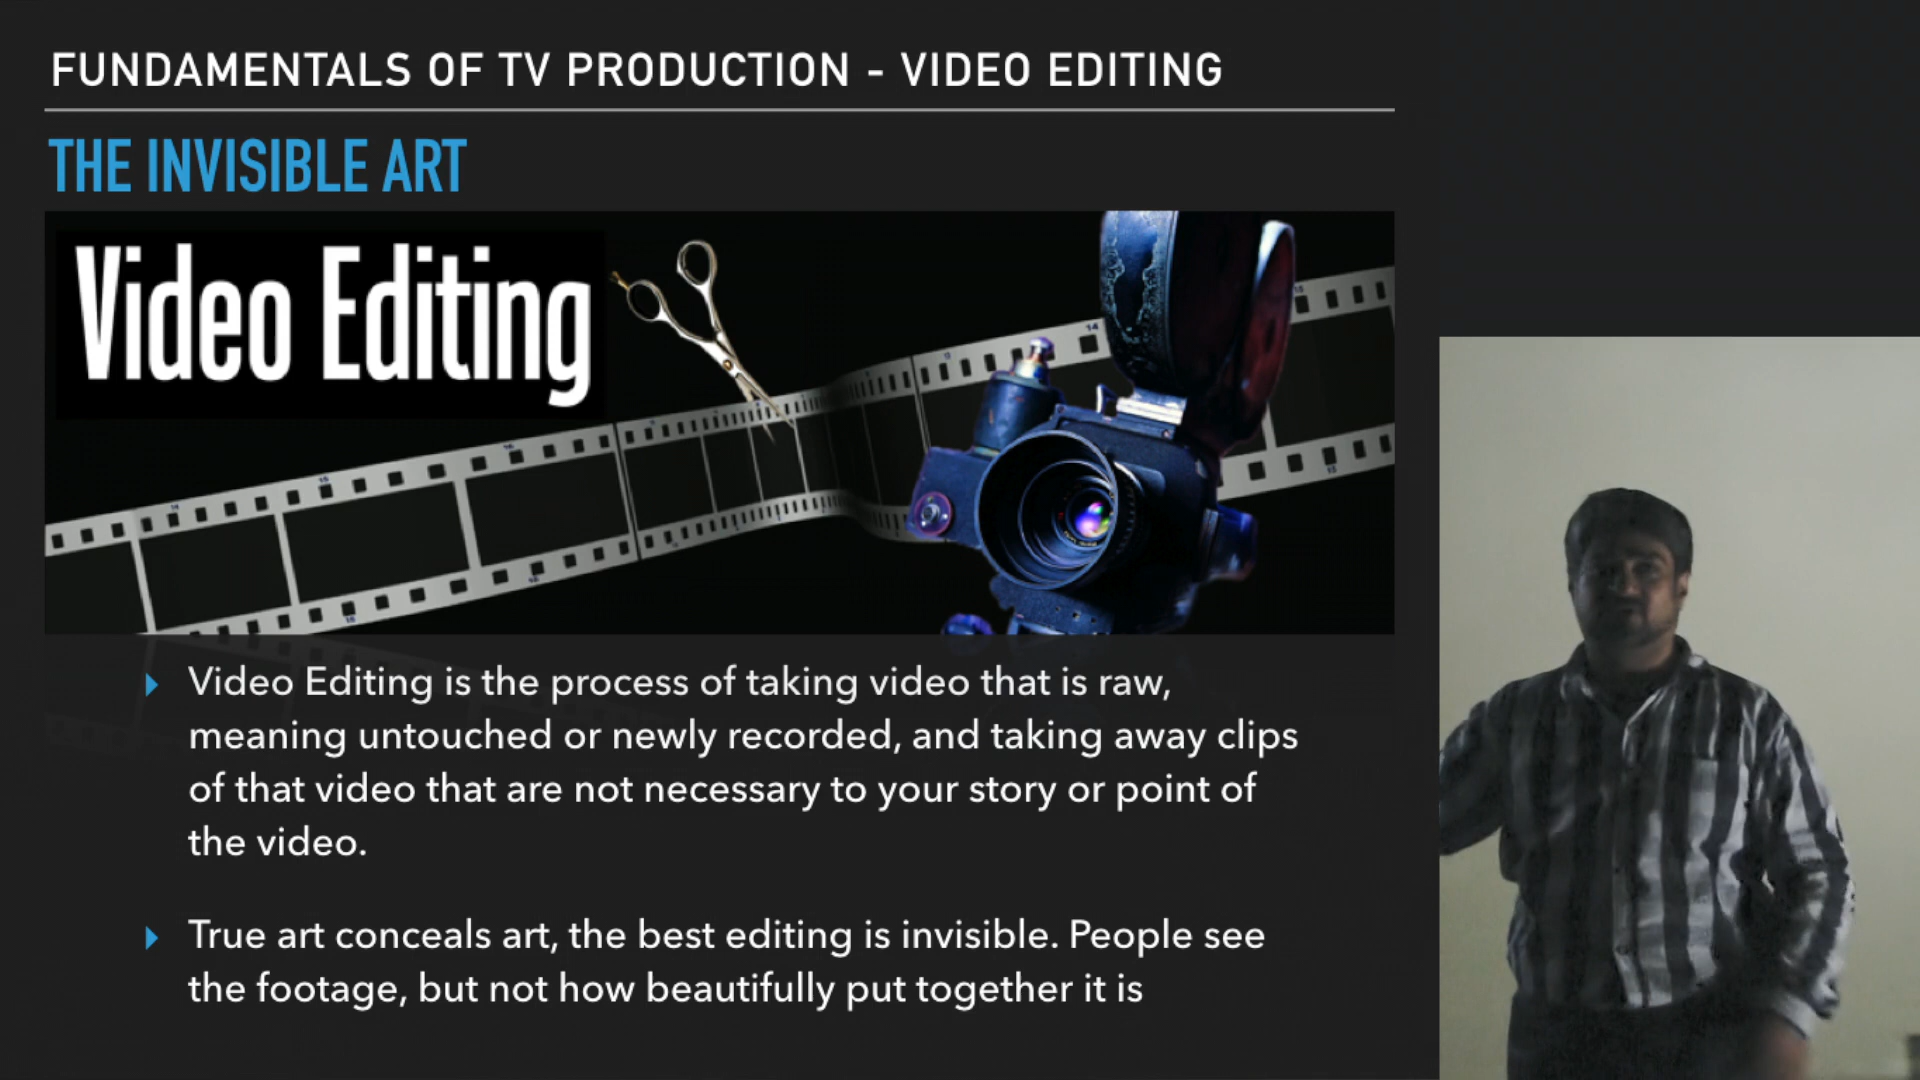 FUNDAMENTALS OF TV PRODUCTION - VIDEO EDITING
THE INVISIBLE ART
Video Editing
Video Editing is the process of taking video that is raw,
meaning untouched or newly recorded, and taking away clips
of that video that are not necessary to your story or point of
the video.
True art conceals art, the best editing is invisible. People see
the footage, but not how beautifully put together it is